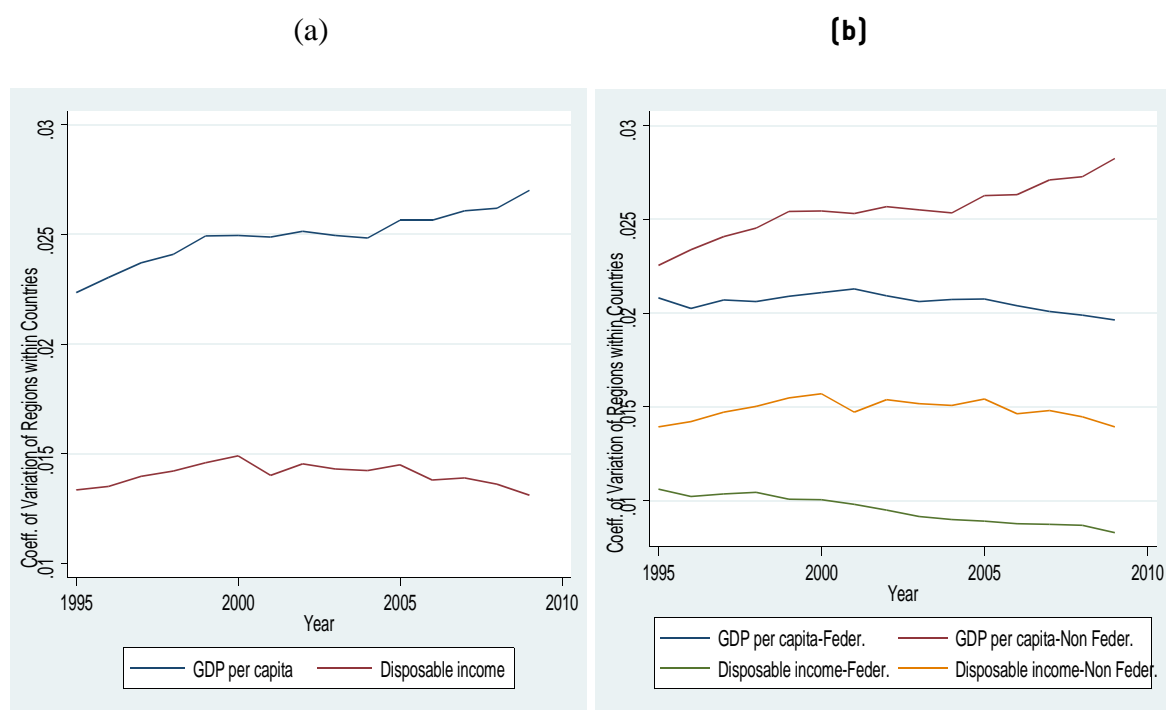 (a)
(b)
Coeff. of Variation of Regions within Countries
.03
.025
.02
.015
.01
1995
2000
2005
2010
Year
GDP per capita
Disposable income
Coeff. of Variation of Regions within Countries
.03
.025
.02
.015
.01
1995
2000
2005
2010
Year
GDP per capita-Feder.
GDP per capita-Non Feder.
Disposable income-Feder.
Disposable income-Non Feder.